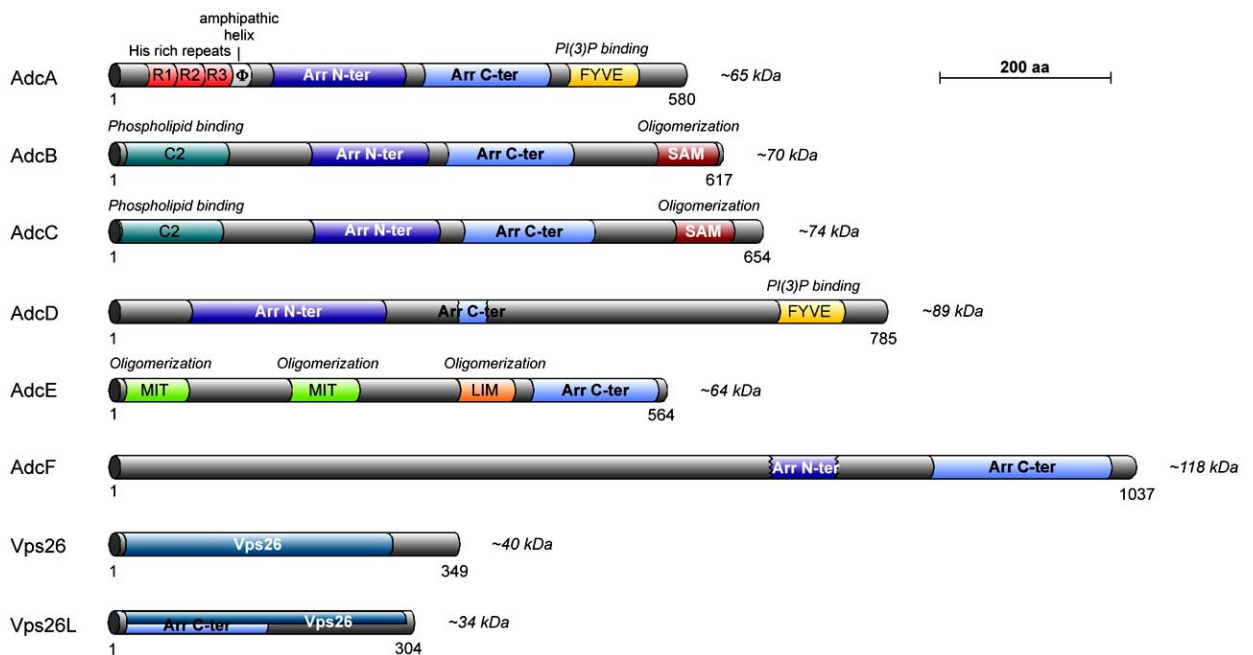 amphipathic
helix
His rich repeats
PI(3)P binding
AdcA R1 R2 R3 Φ Arr N-ter Arr C-ter FYVE ~65 kDa 200 aa
1 580
Phospholipid binding Oligomerization
AdcB C2 Arr N-ter Arr C-ter SAM ~70 kDa
1 617
Phospholipid binding Oligomerization
AdcC C2 Arr N-ter Arr C-ter SAM ~74 kDa
1 654
PI(3)P binding
AdcD Arr N-ter Arr C-ter FYVE ~89 kDa
1 785
Oligomerization Oligomerization Oligomerization
AdcE MIT MIT LIM Arr C-ter ~64 kDa
1 564
AdcF Arr N-ter Arr C-ter ~118 kDa
1 1037
Vps26 Vps26 ~40 kDa
1 349
Vps26L Arr C-ter Vps26 ~34 kDa
1 304